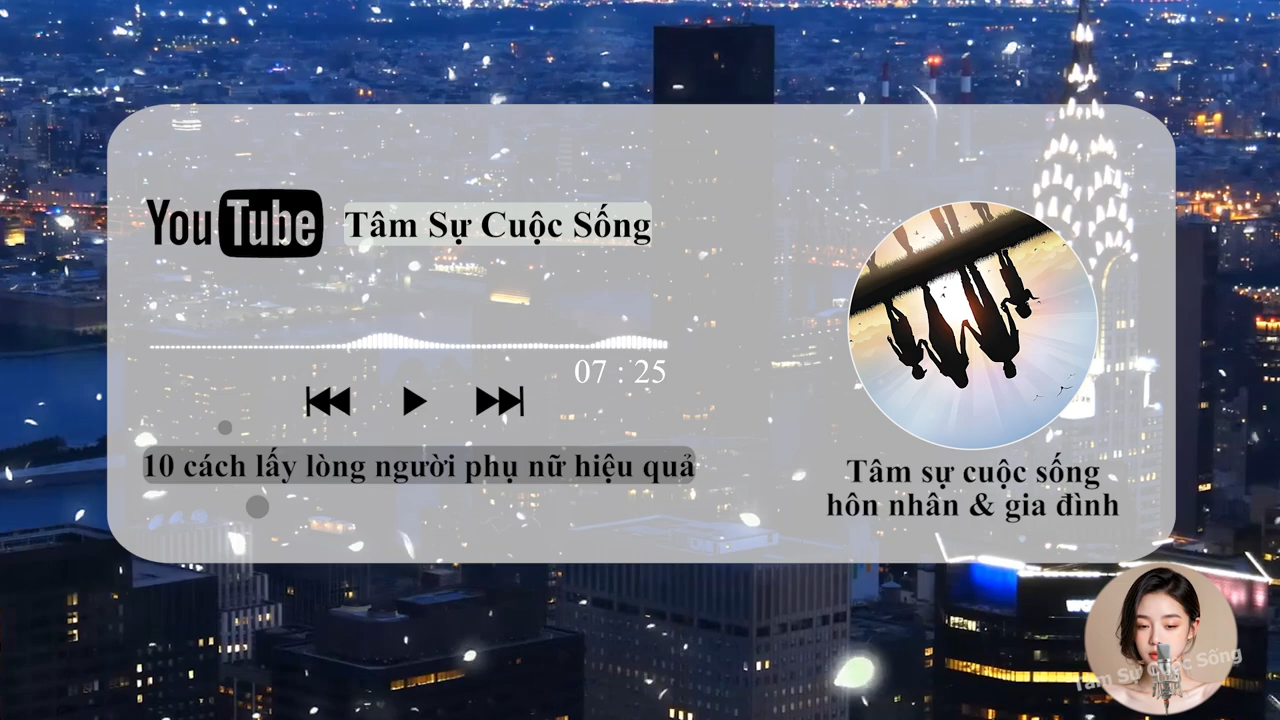 YouTube Tâm Sự Cuộc Sống
07 : 25
10 cách lấy lòng người phụ nữ hiệu quả
Tâm sự cuộc sống
hôn nhân & gia đình
Tâm Sự Cuộc Sống